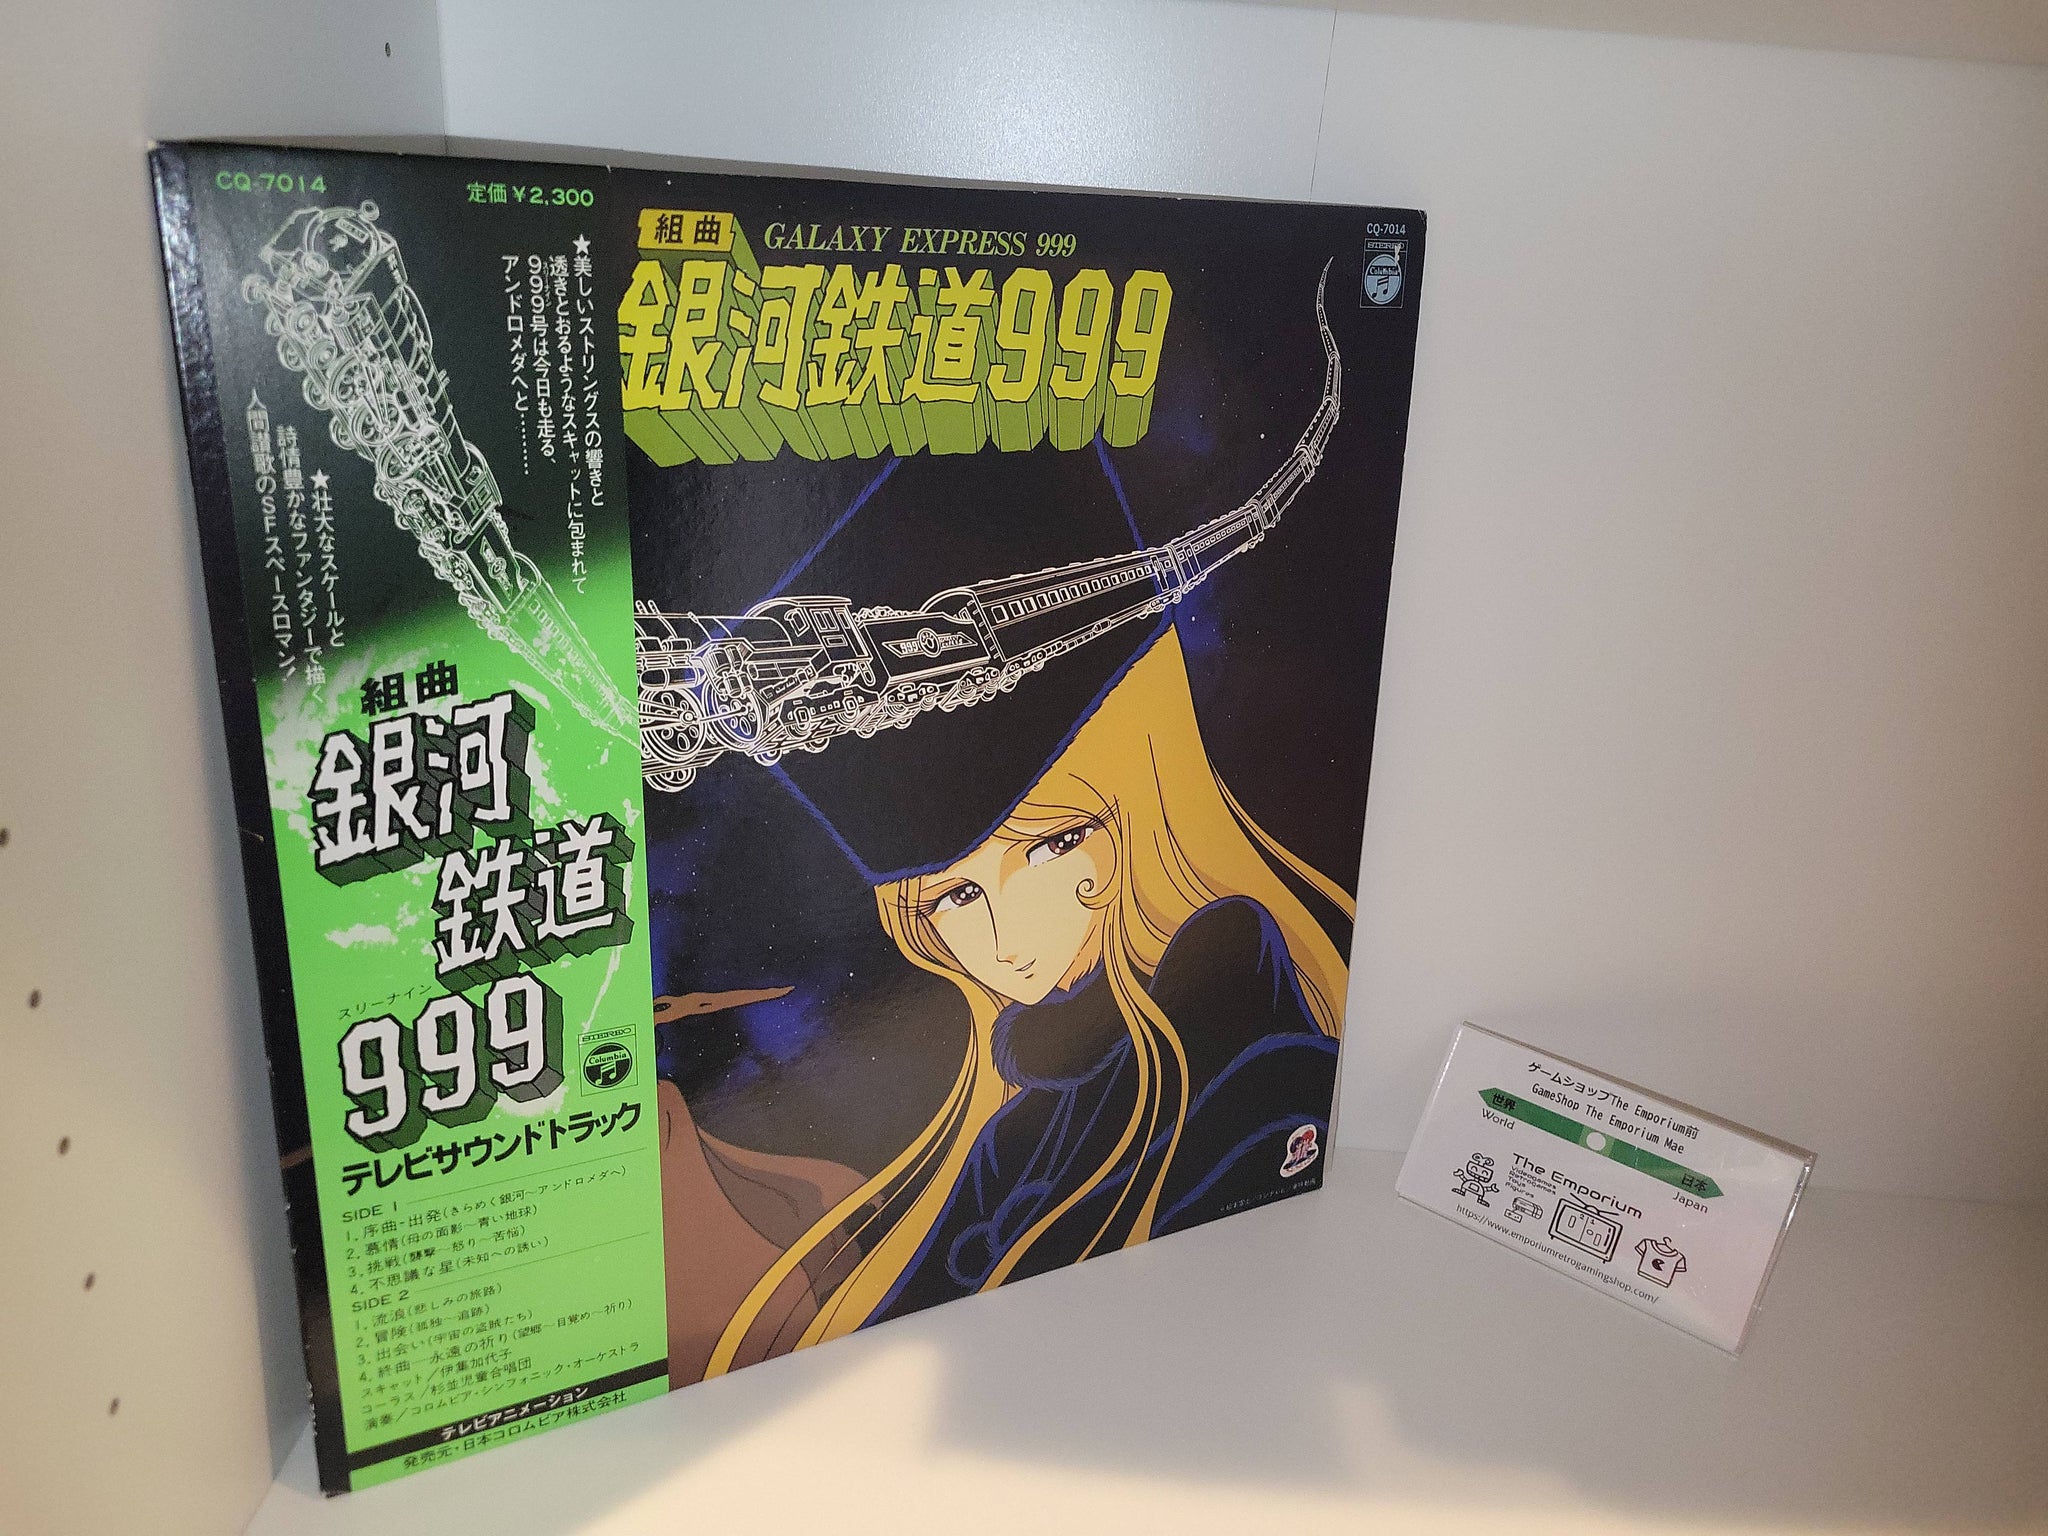 CQ-7014
定価¥2,300
★美しいストリングスの響きと
透きとおるようなスキャットに包まれて
999号は今日も走る、
アンドロメダへと………
★壮大なスケールと
詩情豊かなファンタジーで描く
人間讃歌のSFスペースロマン!
組曲
銀河
鉄道
スリーナイン
999
STEREO
Columbia
テレビサウンドトラック
SIDE 1
1. 序曲-出発(きらめく銀河〜アンドロメダへ)
2. 慕情(母の面影〜青い地球)
3. 挑戦(襲撃〜怒り〜苦悩)
4. 不思議な星(未知への誘い)
SIDE 2
1. 流浪(悲しみの旅路)
2. 冒険(孤独〜追跡)
3. 出会い(宇宙の盗賊たち)
4. 終曲—永遠の祈り(望郷〜目覚め〜祈り)
スキャット/伊集加代子
コーラス/杉並児童合唱団
演奏/コロムビア・シンフォニック・オーケストラ
テレビアニメーション
発売元・日本コロムビア株式会社
組曲
GALAXY EXPRESS 999
銀河鉄道999
CQ-7014
STEREO
Columbia
999
ゲームショップThe Emporium前
GameShop The Emporium Mae
世界
World
日本
Japan
The Emporium
Videogames
RetroGames
Toys
Figures
https://www.emporiumretrogamingshop.com/